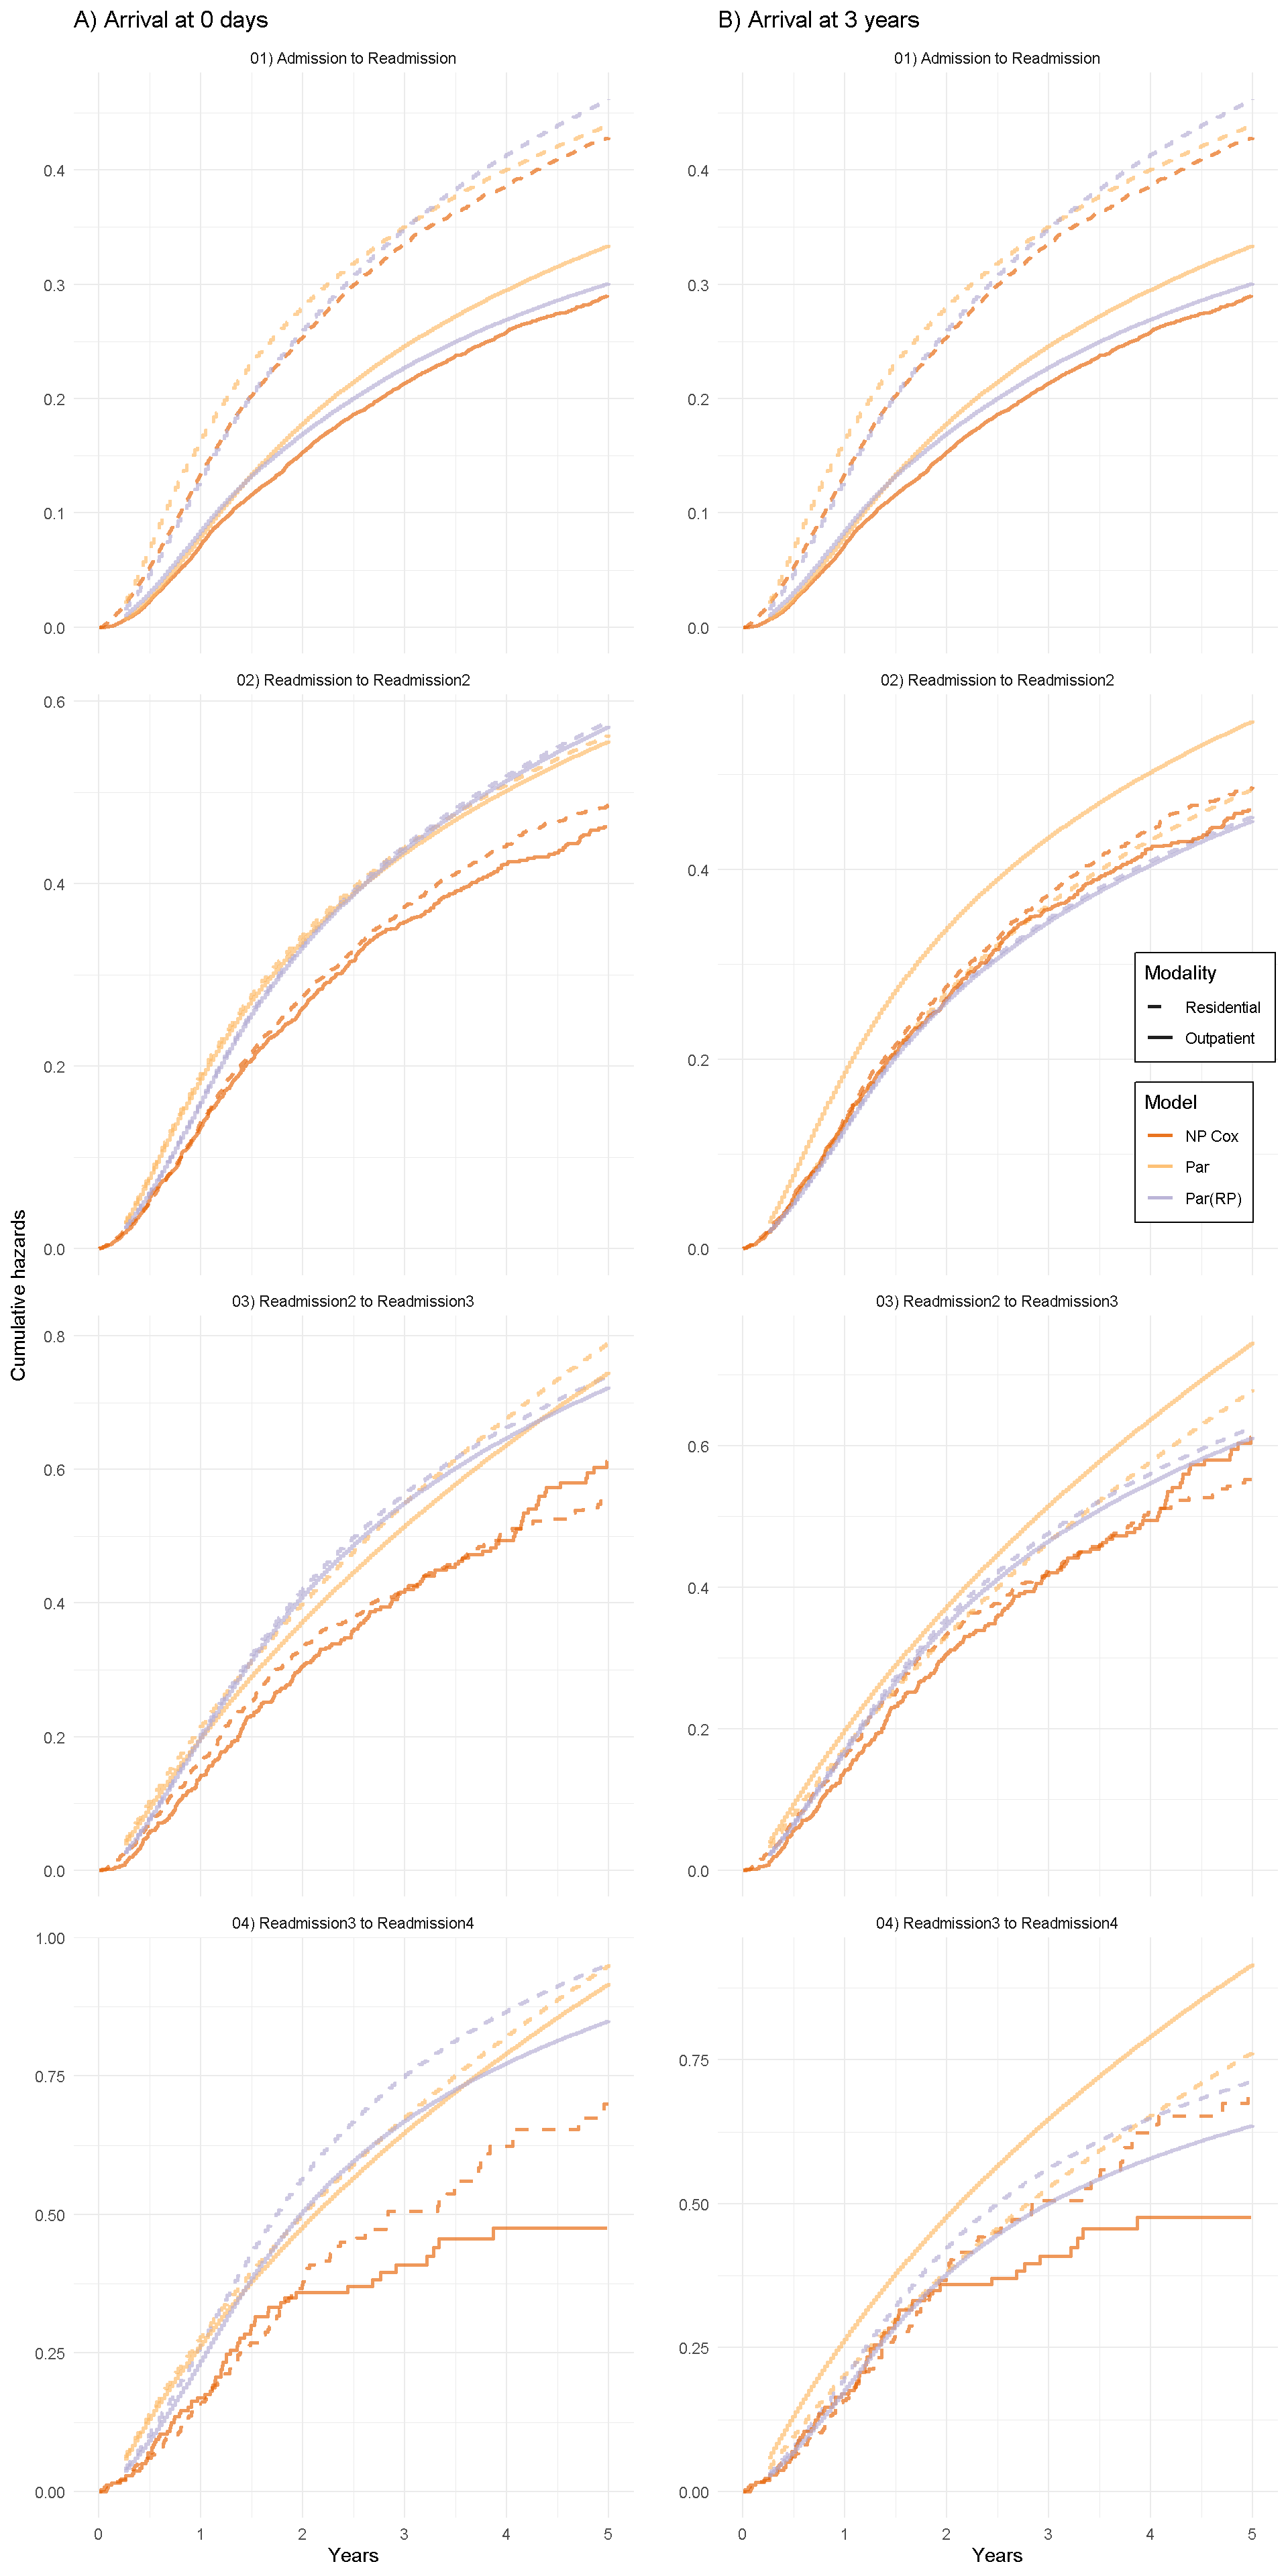 A) Arrival at 0 days
B) Arrival at 3 years
01) Admission to Readmission
01) Admission to Readmission
0.4
0.3
0.2
0.1
0.0
0.4
0.3
0.2
0.1
0.0
02) Readmission to Readmission2
02) Readmission to Readmission2
0.6
0.4
0.2
0.0
0.4
0.2
0.0
Modality
Residential
Outpatient
Model
NP Cox
Par
Par(RP)
Cumulative hazards
03) Readmission2 to Readmission3
03) Readmission2 to Readmission3
0.8
0.6
0.4
0.2
0.0
0.6
0.4
0.2
0.0
04) Readmission3 to Readmission4
04) Readmission3 to Readmission4
1.00
0.75
0.50
0.25
0.00
0.75
0.50
0.25
0.00
0 1 2 3 4 5
0 1 2 3 4 5
Years
Years